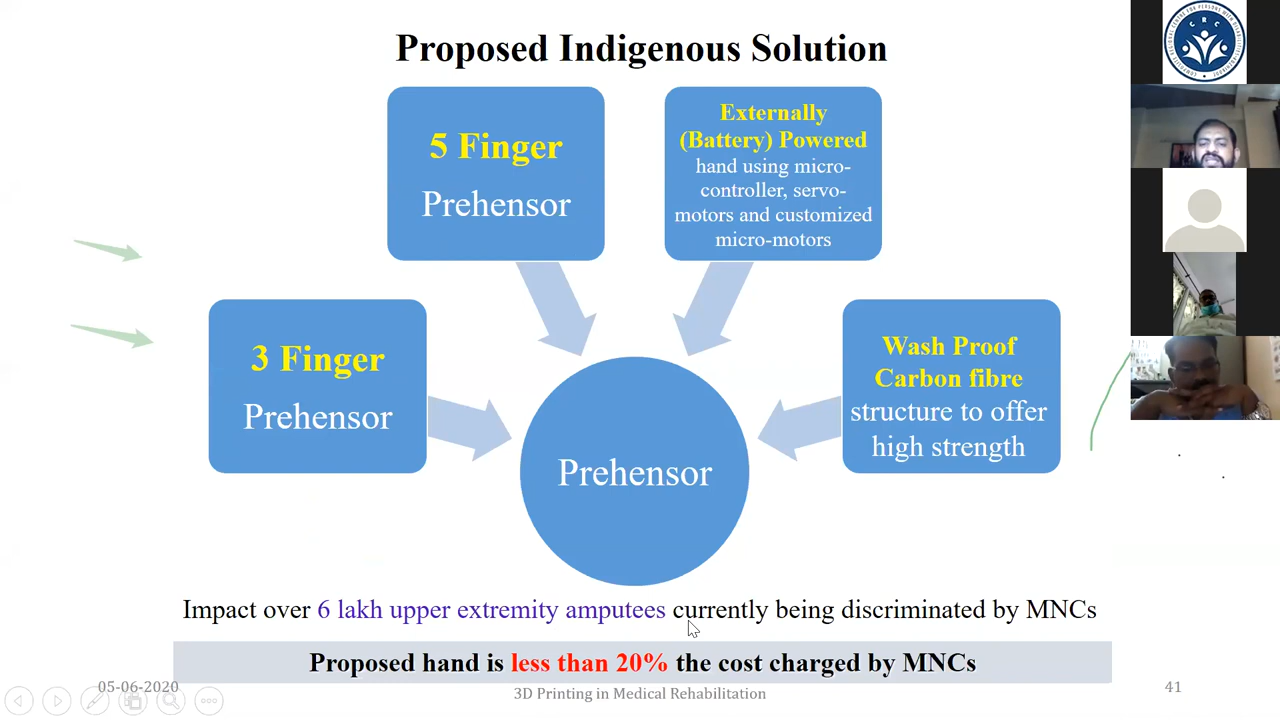 Proposed Indigenous Solution
5 Finger
Prehensor
Externally
(Battery) Powered
hand using micro-
controller, servo-
motors and customized
micro-motors
3 Finger
Prehensor
Wash Proof
Carbon fibre
structure to offer
high strength
Prehensor
Impact over 6 lakh upper extremity amputees currently being discriminated by MNCs
Proposed hand is less than 20% the cost charged by MNCs
05-06-2020
3D Printing in Medical Rehabilitation
41
CRC